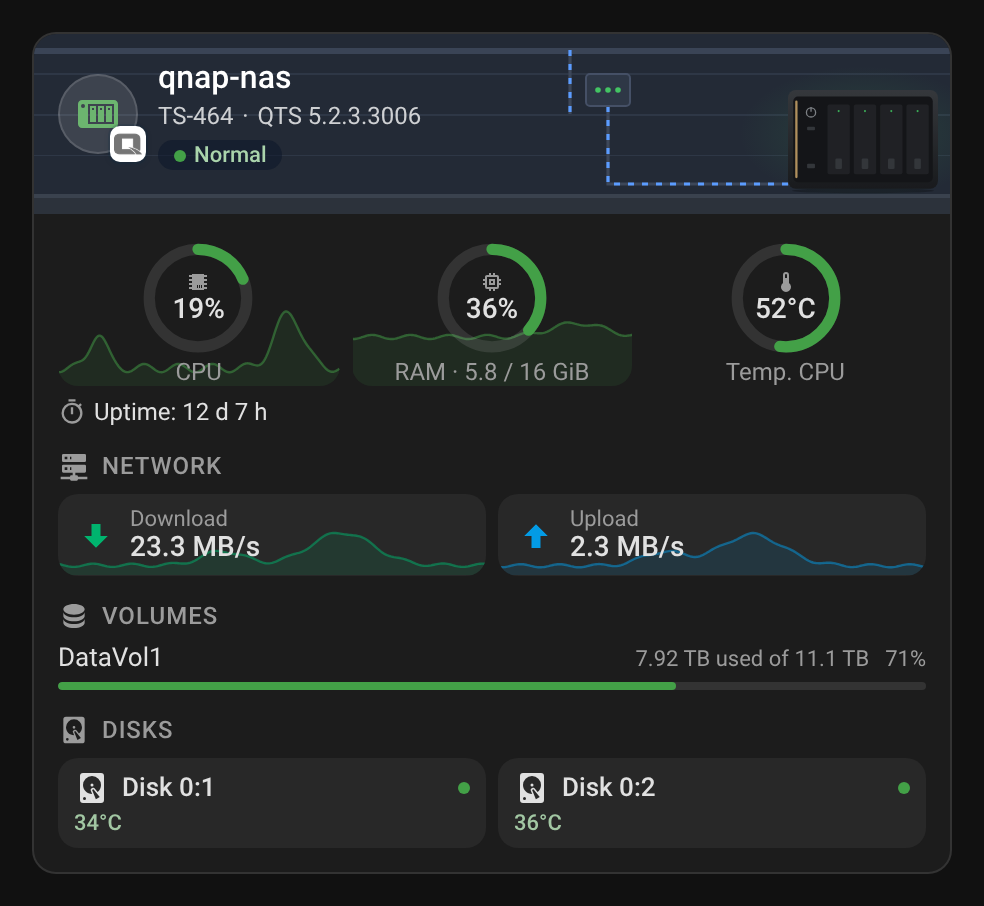 qnap-nas
TS-464 · QTS 5.2.3.3006
Normal
19%
CPU
36%
RAM · 5.8 / 16 GiB
52°C
Temp. CPU
Uptime: 12 d 7 h
NETWORK
Download
23.3 MB/s
Upload
2.3 MB/s
VOLUMES
DataVol1
7.92 TB used of 11.1 TB 71%
DISKS
Disk 0:1
34°C
Disk 0:2
36°C